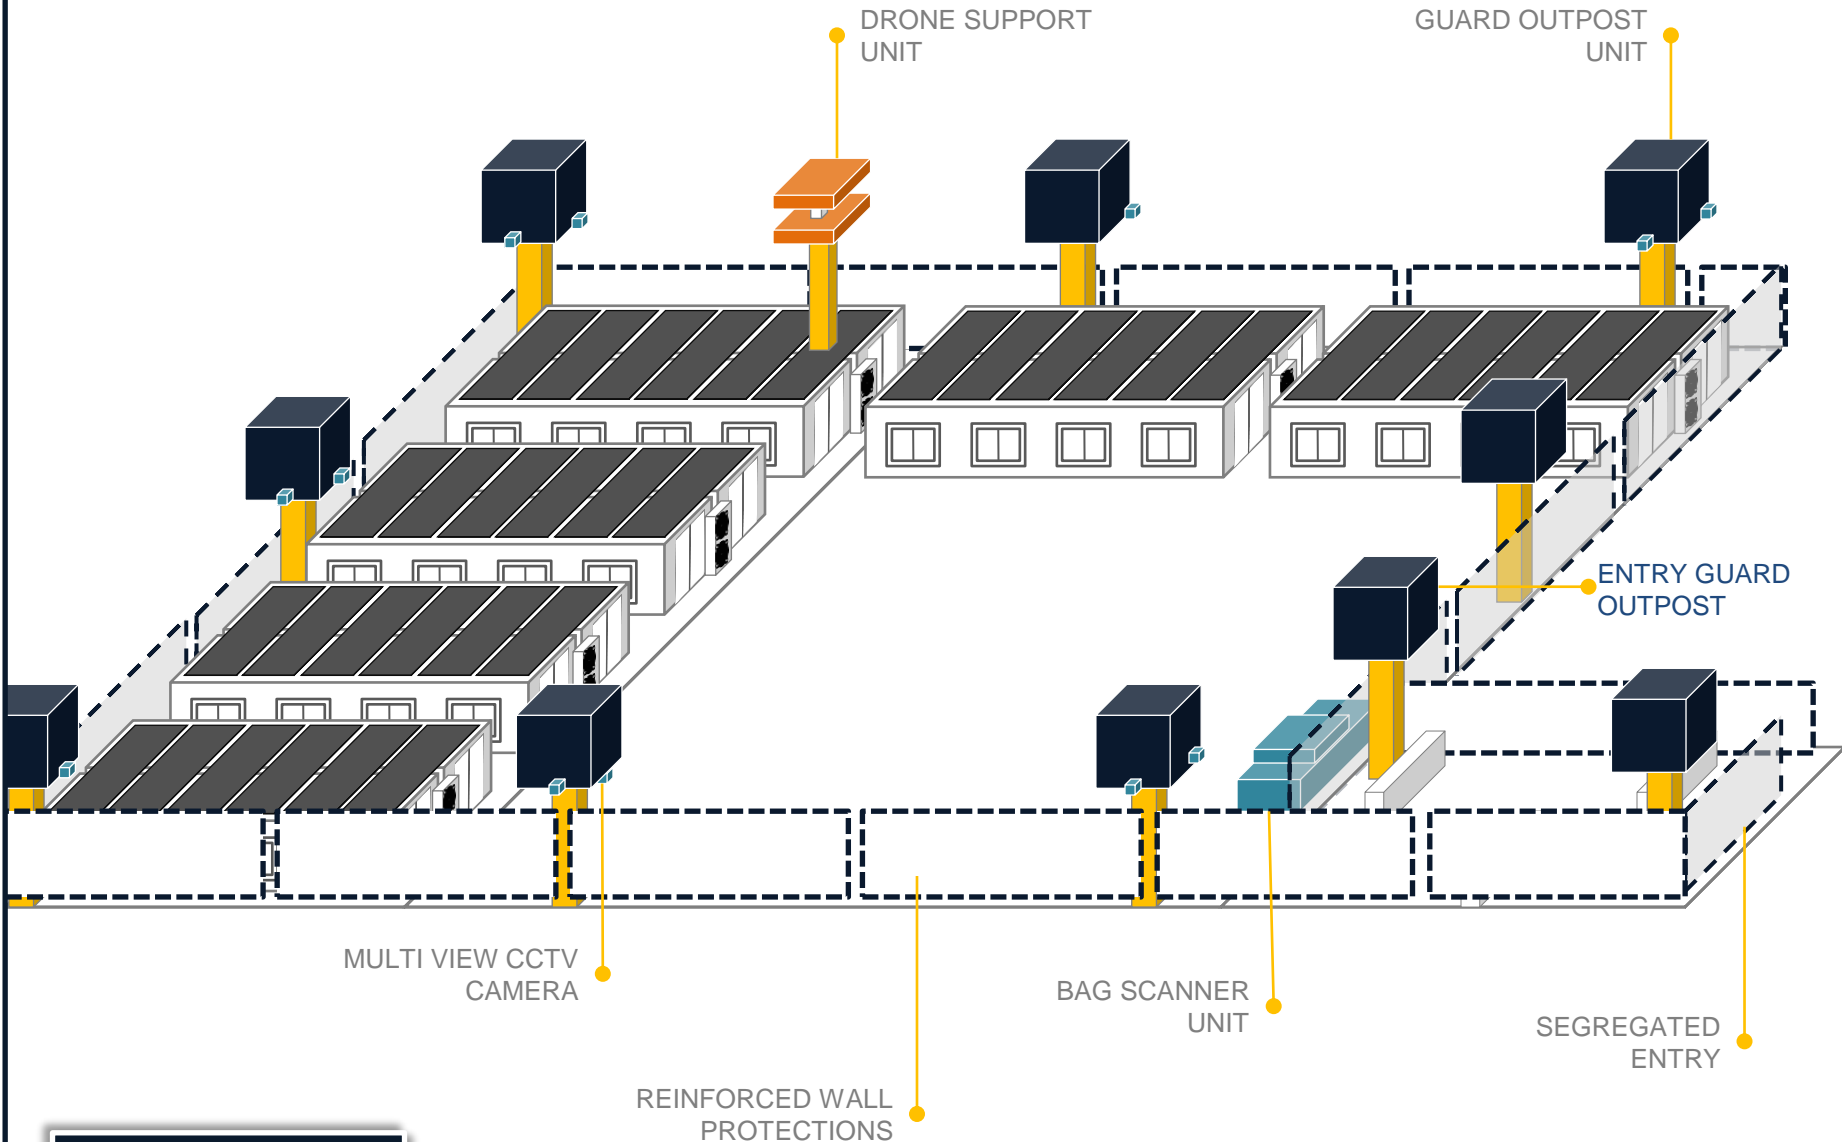 DRONE SUPPORT
UNIT
GUARD OUTPOST
UNIT
ENTRY GUARD
OUTPOST
MULTI VIEW CCTV
CAMERA
BAG SCANNER
UNIT
SEGREGATED
ENTRY
REINFORCED WALL
PROTECTIONS